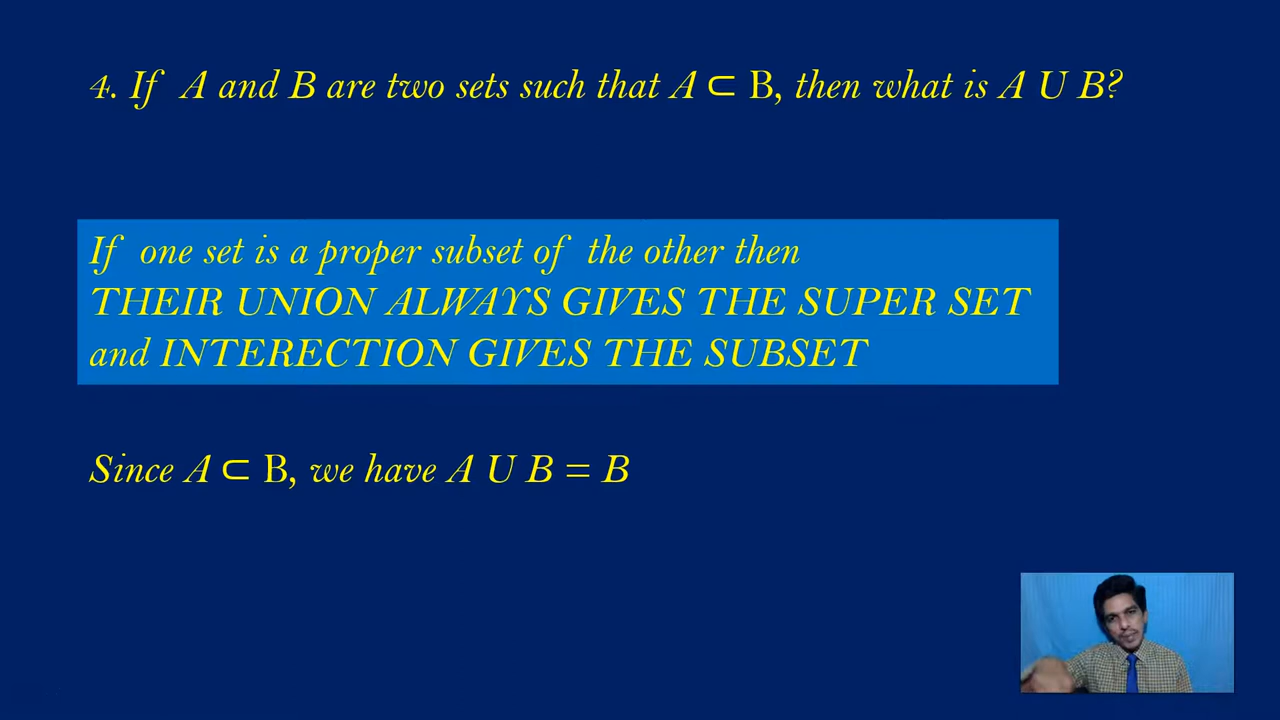 4. If A and B are two sets such that A ⊂ B, then what is A U B?
If one set is a proper subset of the other then
THEIR UNION ALWAYS GIVES THE SUPER SET
and INTERECTION GIVES THE SUBSET
Since A ⊂ B, we have A U B = B